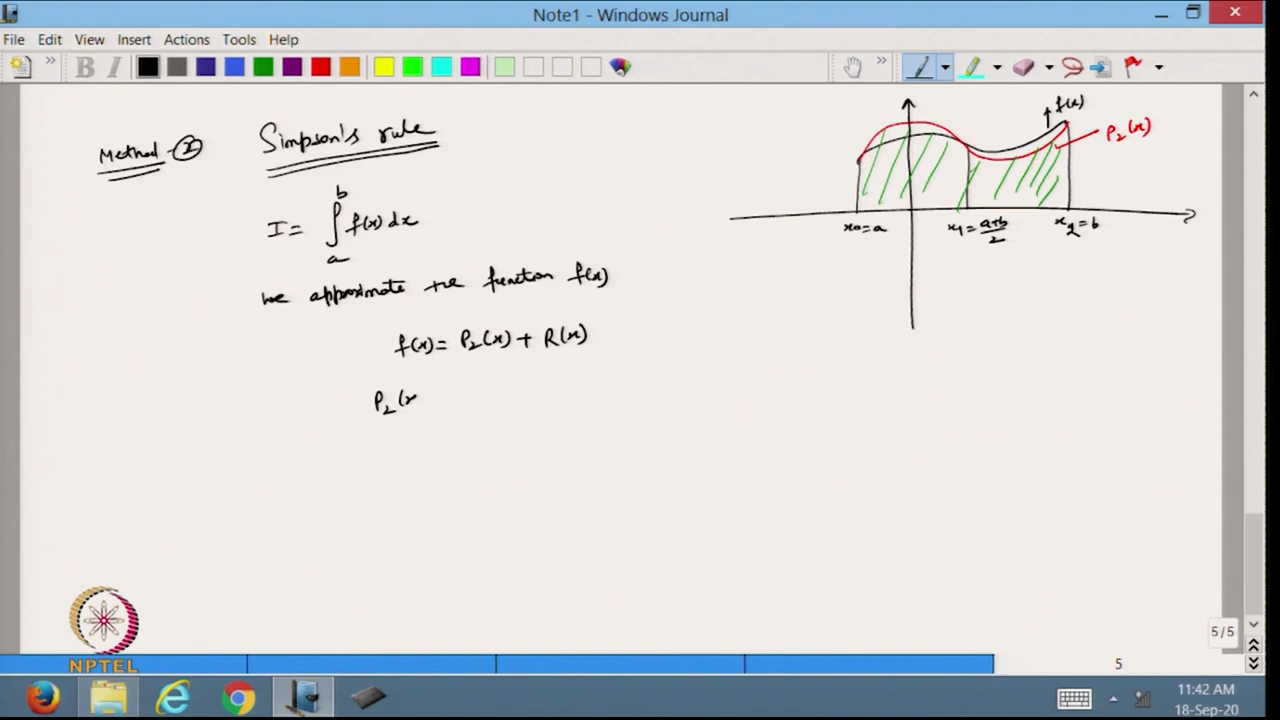 Note1 - Windows Journal
File Edit View Insert Actions Tools Help
B I
Method - 2 Simpson's rule
I = ∫_a^b f(x) dx
we approximate the function f(x)
f(x) = P₂(x) + R(x)
P₂(x
f(x)
P₂(x)
x₀=a x₁=a+b/2 x₂=b
5/5
NPTEL
5
11:42 AM
18-Sep-20